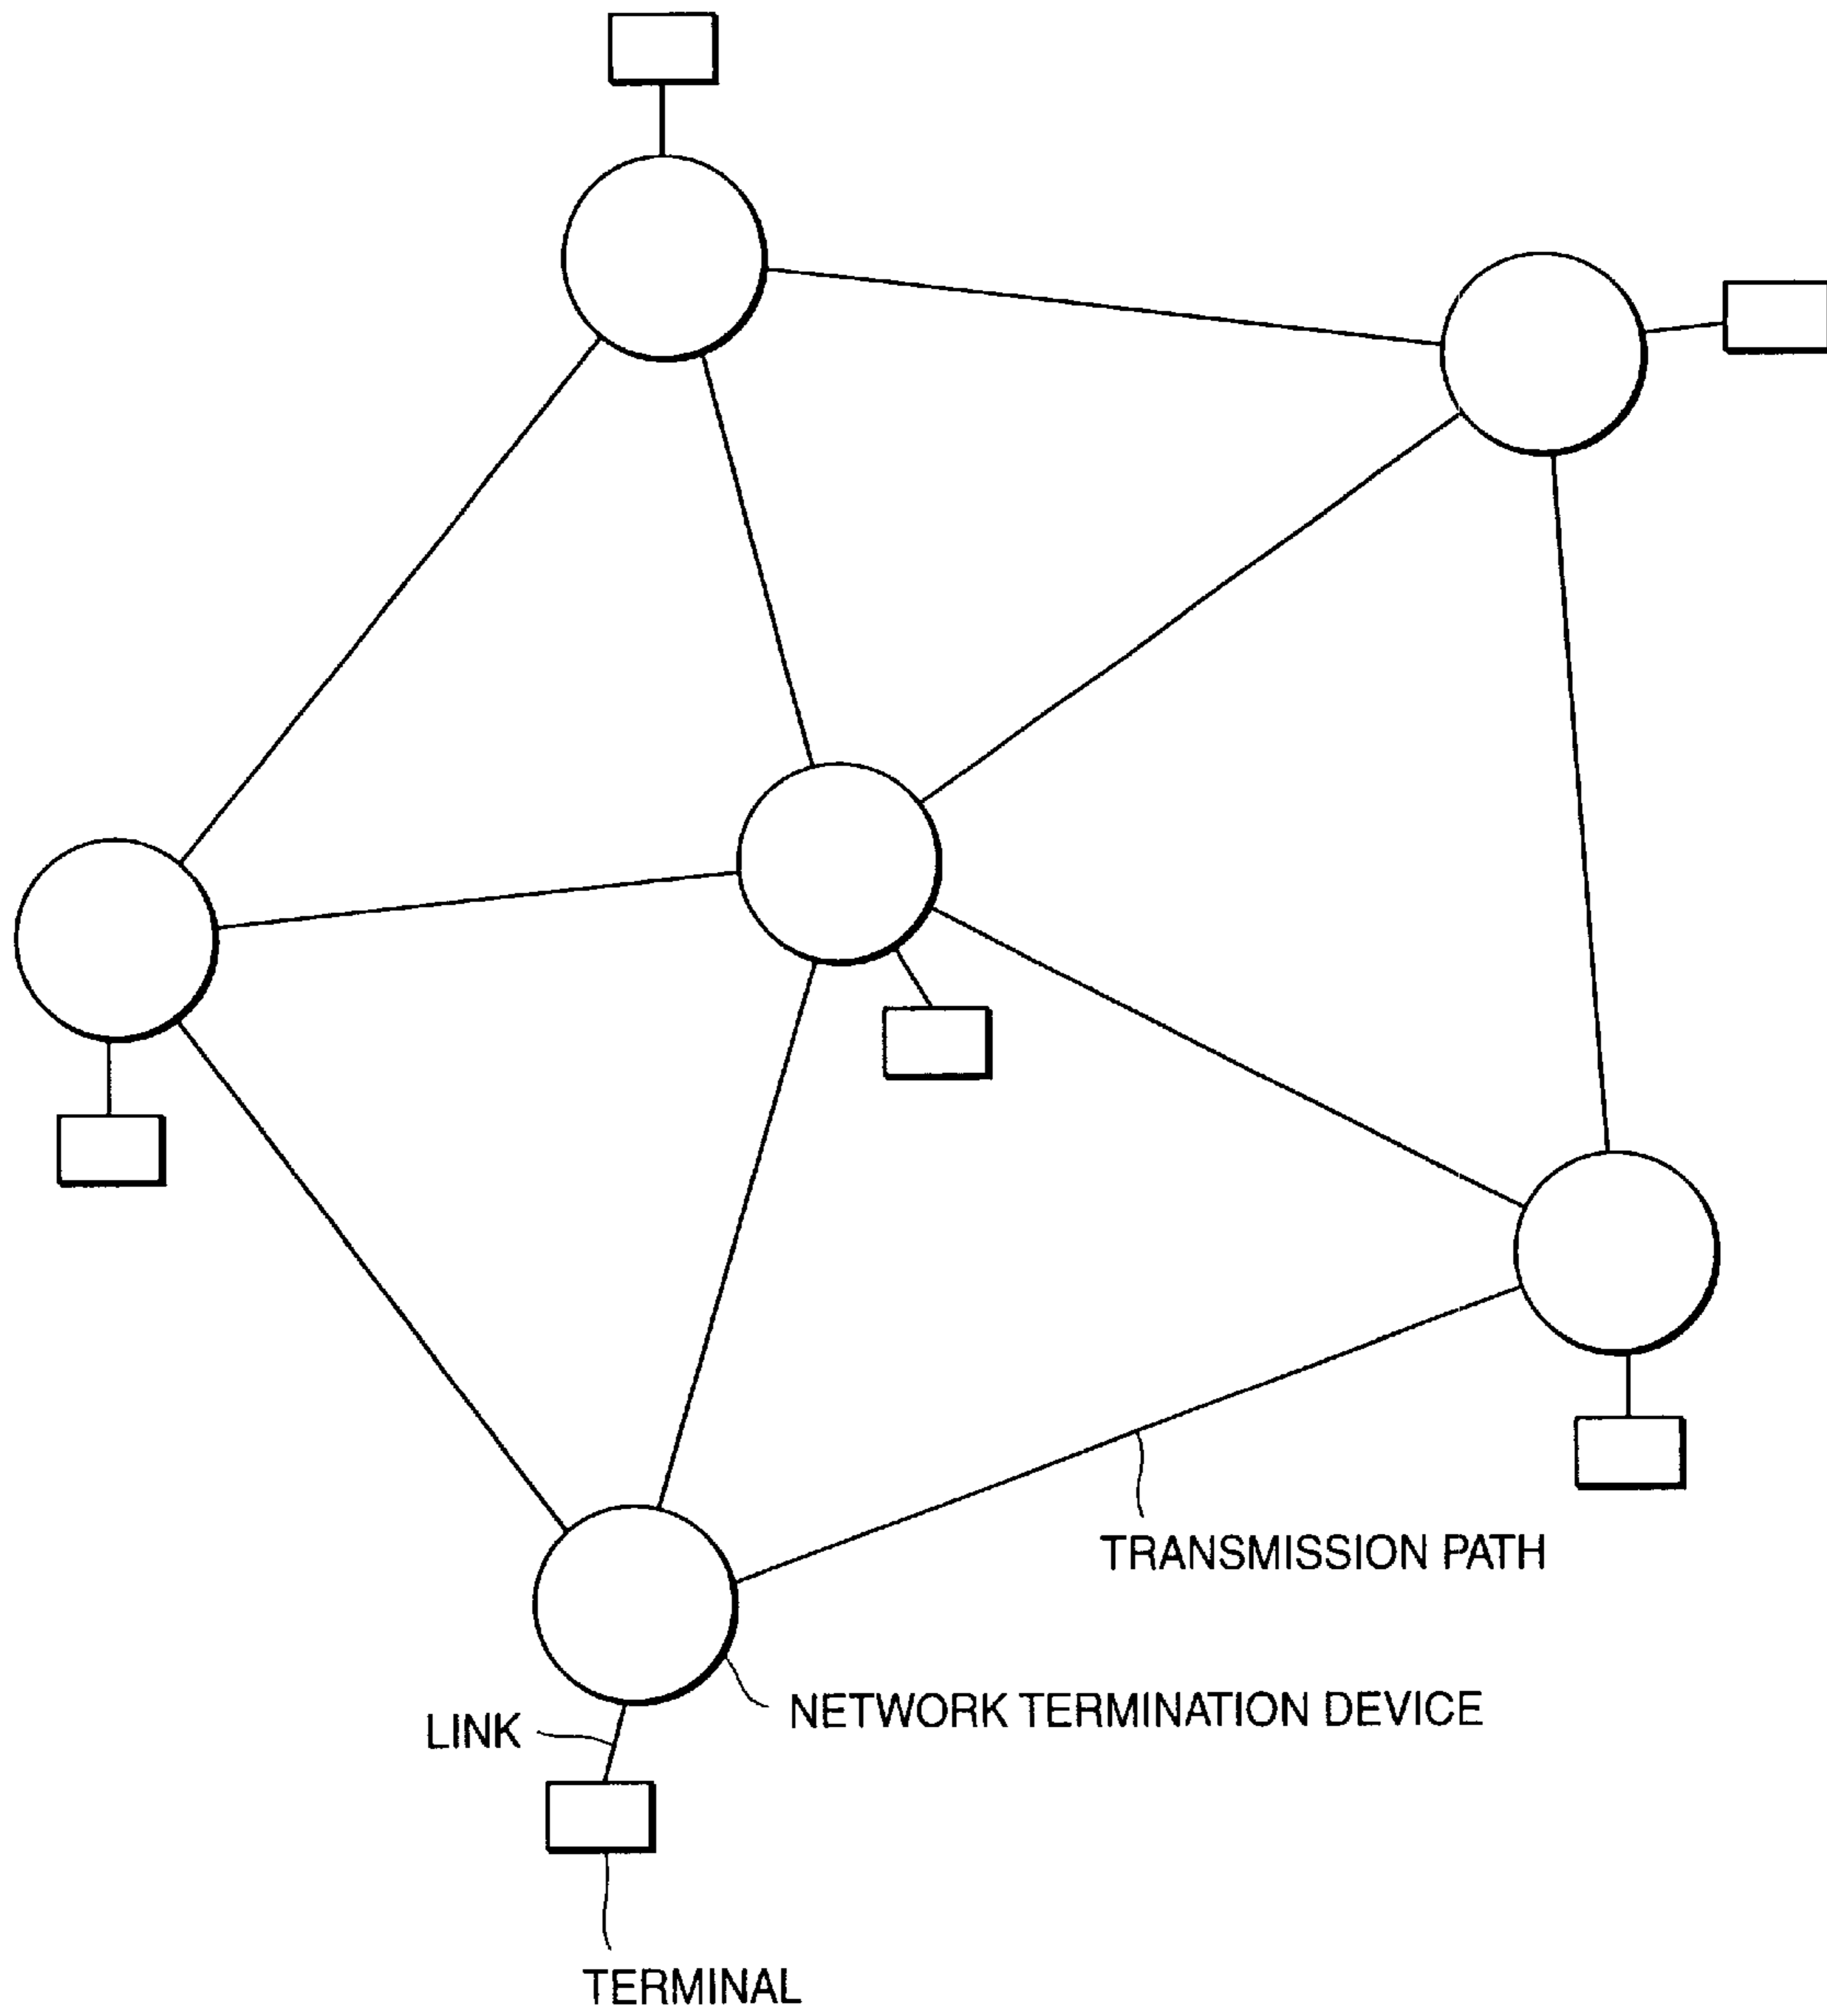 TRANSMISSION PATH
NETWORK TERMINATION DEVICE
LINK
TERMINAL